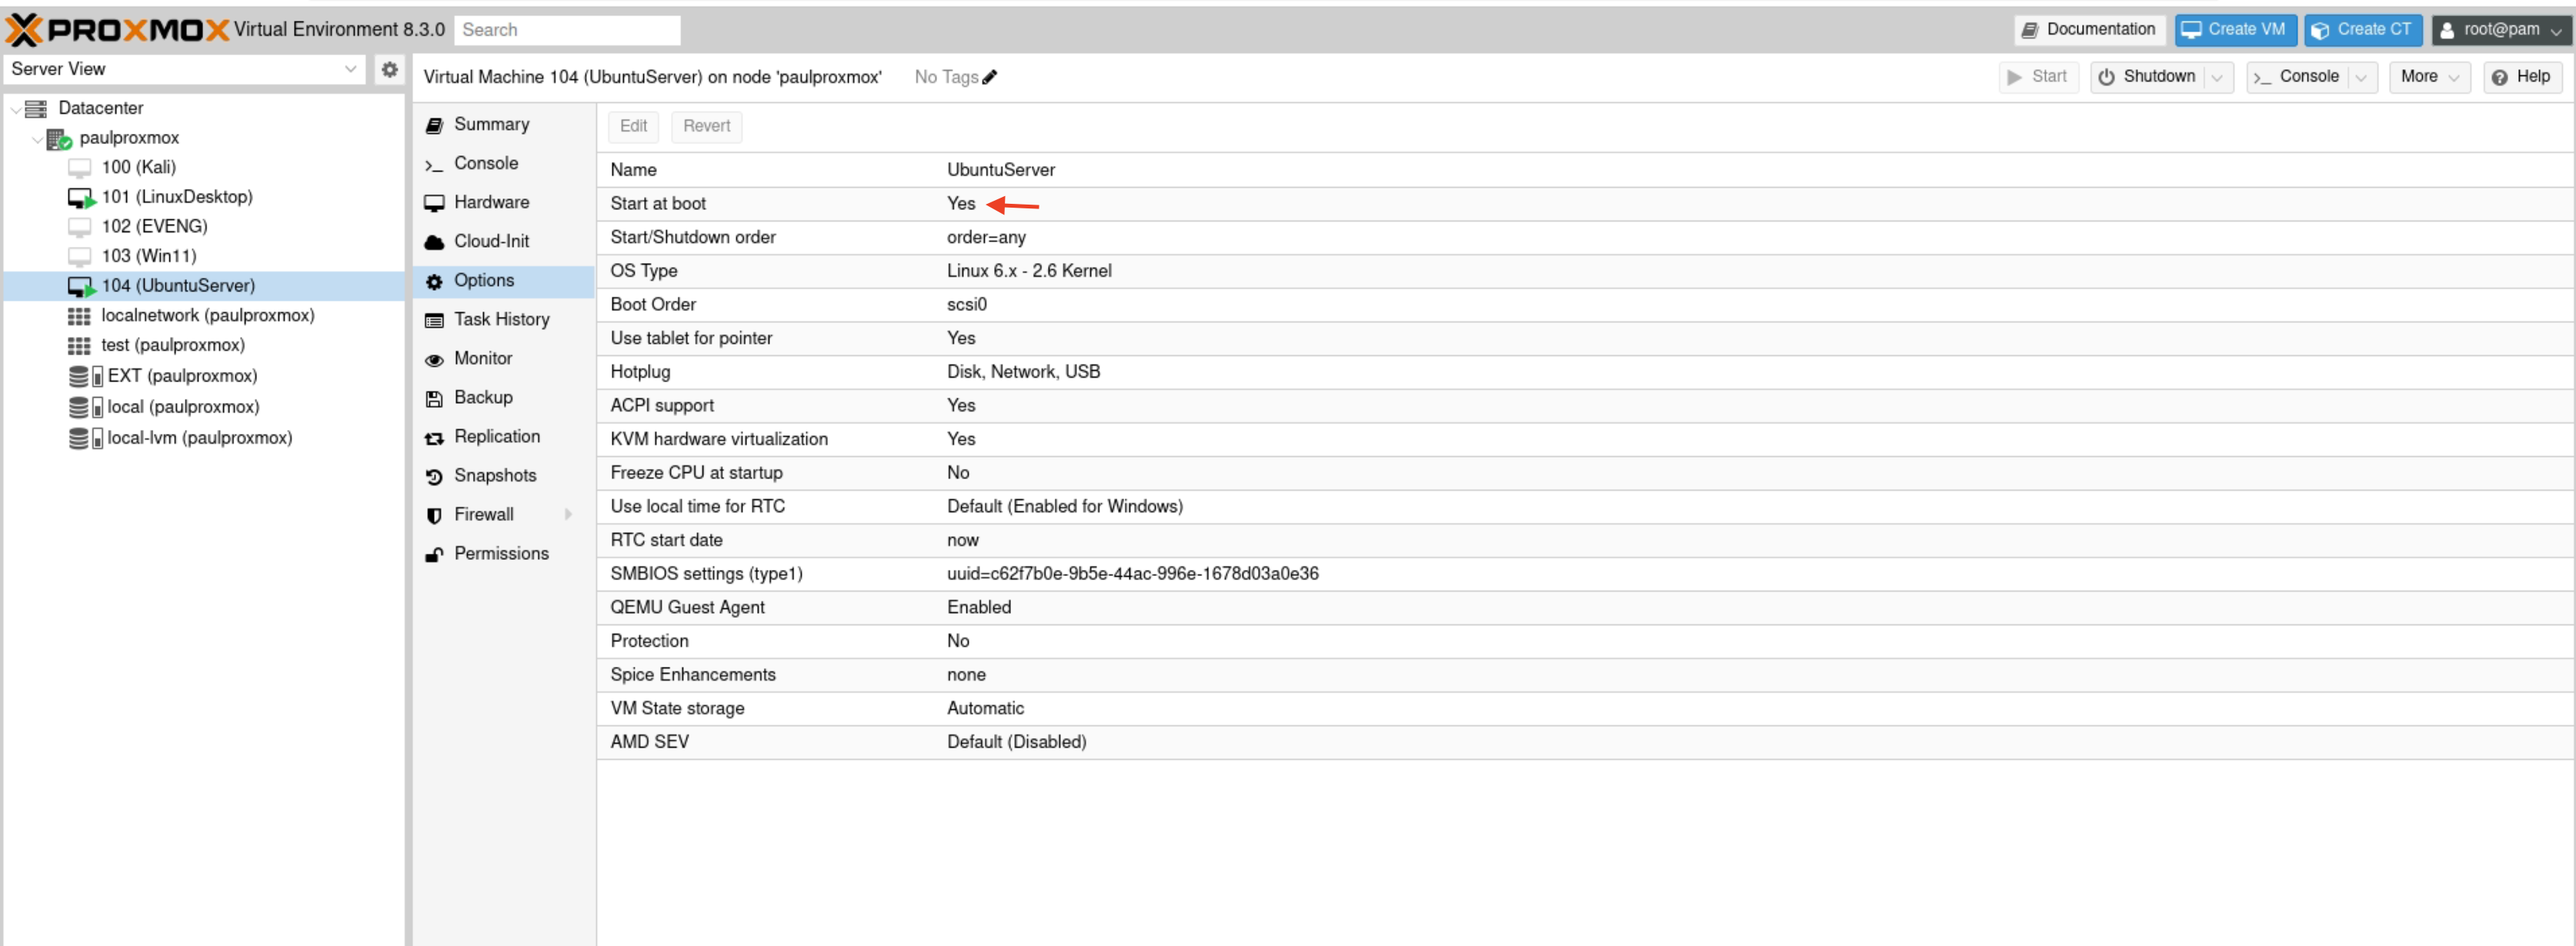 PROXMOX Virtual Environment 8.3.0 Search Documentation Create VM Create CT root@pam
Server View
Datacenter
paulproxmox
100 (Kali)
101 (LinuxDesktop)
102 (EVENG)
103 (Win11)
104 (UbuntuServer)
localnetwork (paulproxmox)
test (paulproxmox)
EXT (paulproxmox)
local (paulproxmox)
local-lvm (paulproxmox)
Virtual Machine 104 (UbuntuServer) on node 'paulproxmox' No Tags Start Shutdown Console More Help
Summary
Console
Hardware
Cloud-Init
Options
Task History
Monitor
Backup
Replication
Snapshots
Firewall
Permissions
Edit Revert
Name UbuntuServer
Start at boot Yes
Start/Shutdown order order=any
OS Type Linux 6.x - 2.6 Kernel
Boot Order scsi0
Use tablet for pointer Yes
Hotplug Disk, Network, USB
ACPI support Yes
KVM hardware virtualization Yes
Freeze CPU at startup No
Use local time for RTC Default (Enabled for Windows)
RTC start date now
SMBIOS settings (type1) uuid=c62f7b0e-9b5e-44ac-996e-1678d03a0e36
QEMU Guest Agent Enabled
Protection No
Spice Enhancements none
VM State storage Automatic
AMD SEV Default (Disabled)